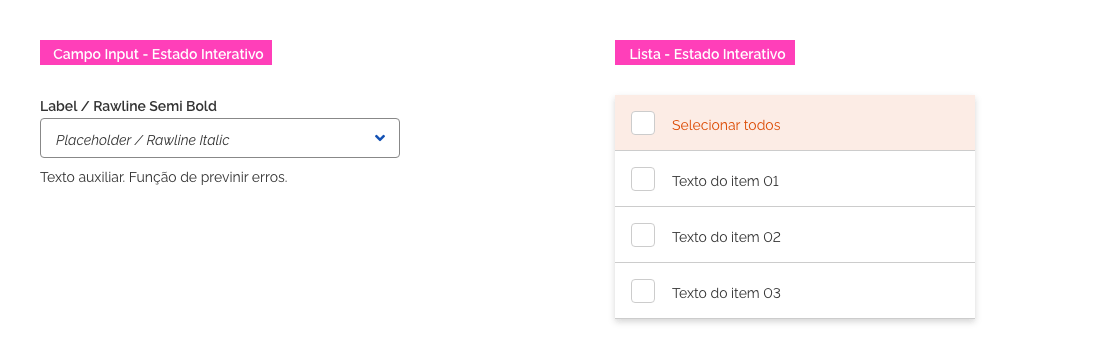 Campo Input - Estado Interativo
Label / Rawline Semi Bold
Placeholder / Rawline Italic
Texto auxiliar. Função de previnir erros.
Lista - Estado Interativo
Selecionar todos
Texto do item 01
Texto do item 02
Texto do item 03